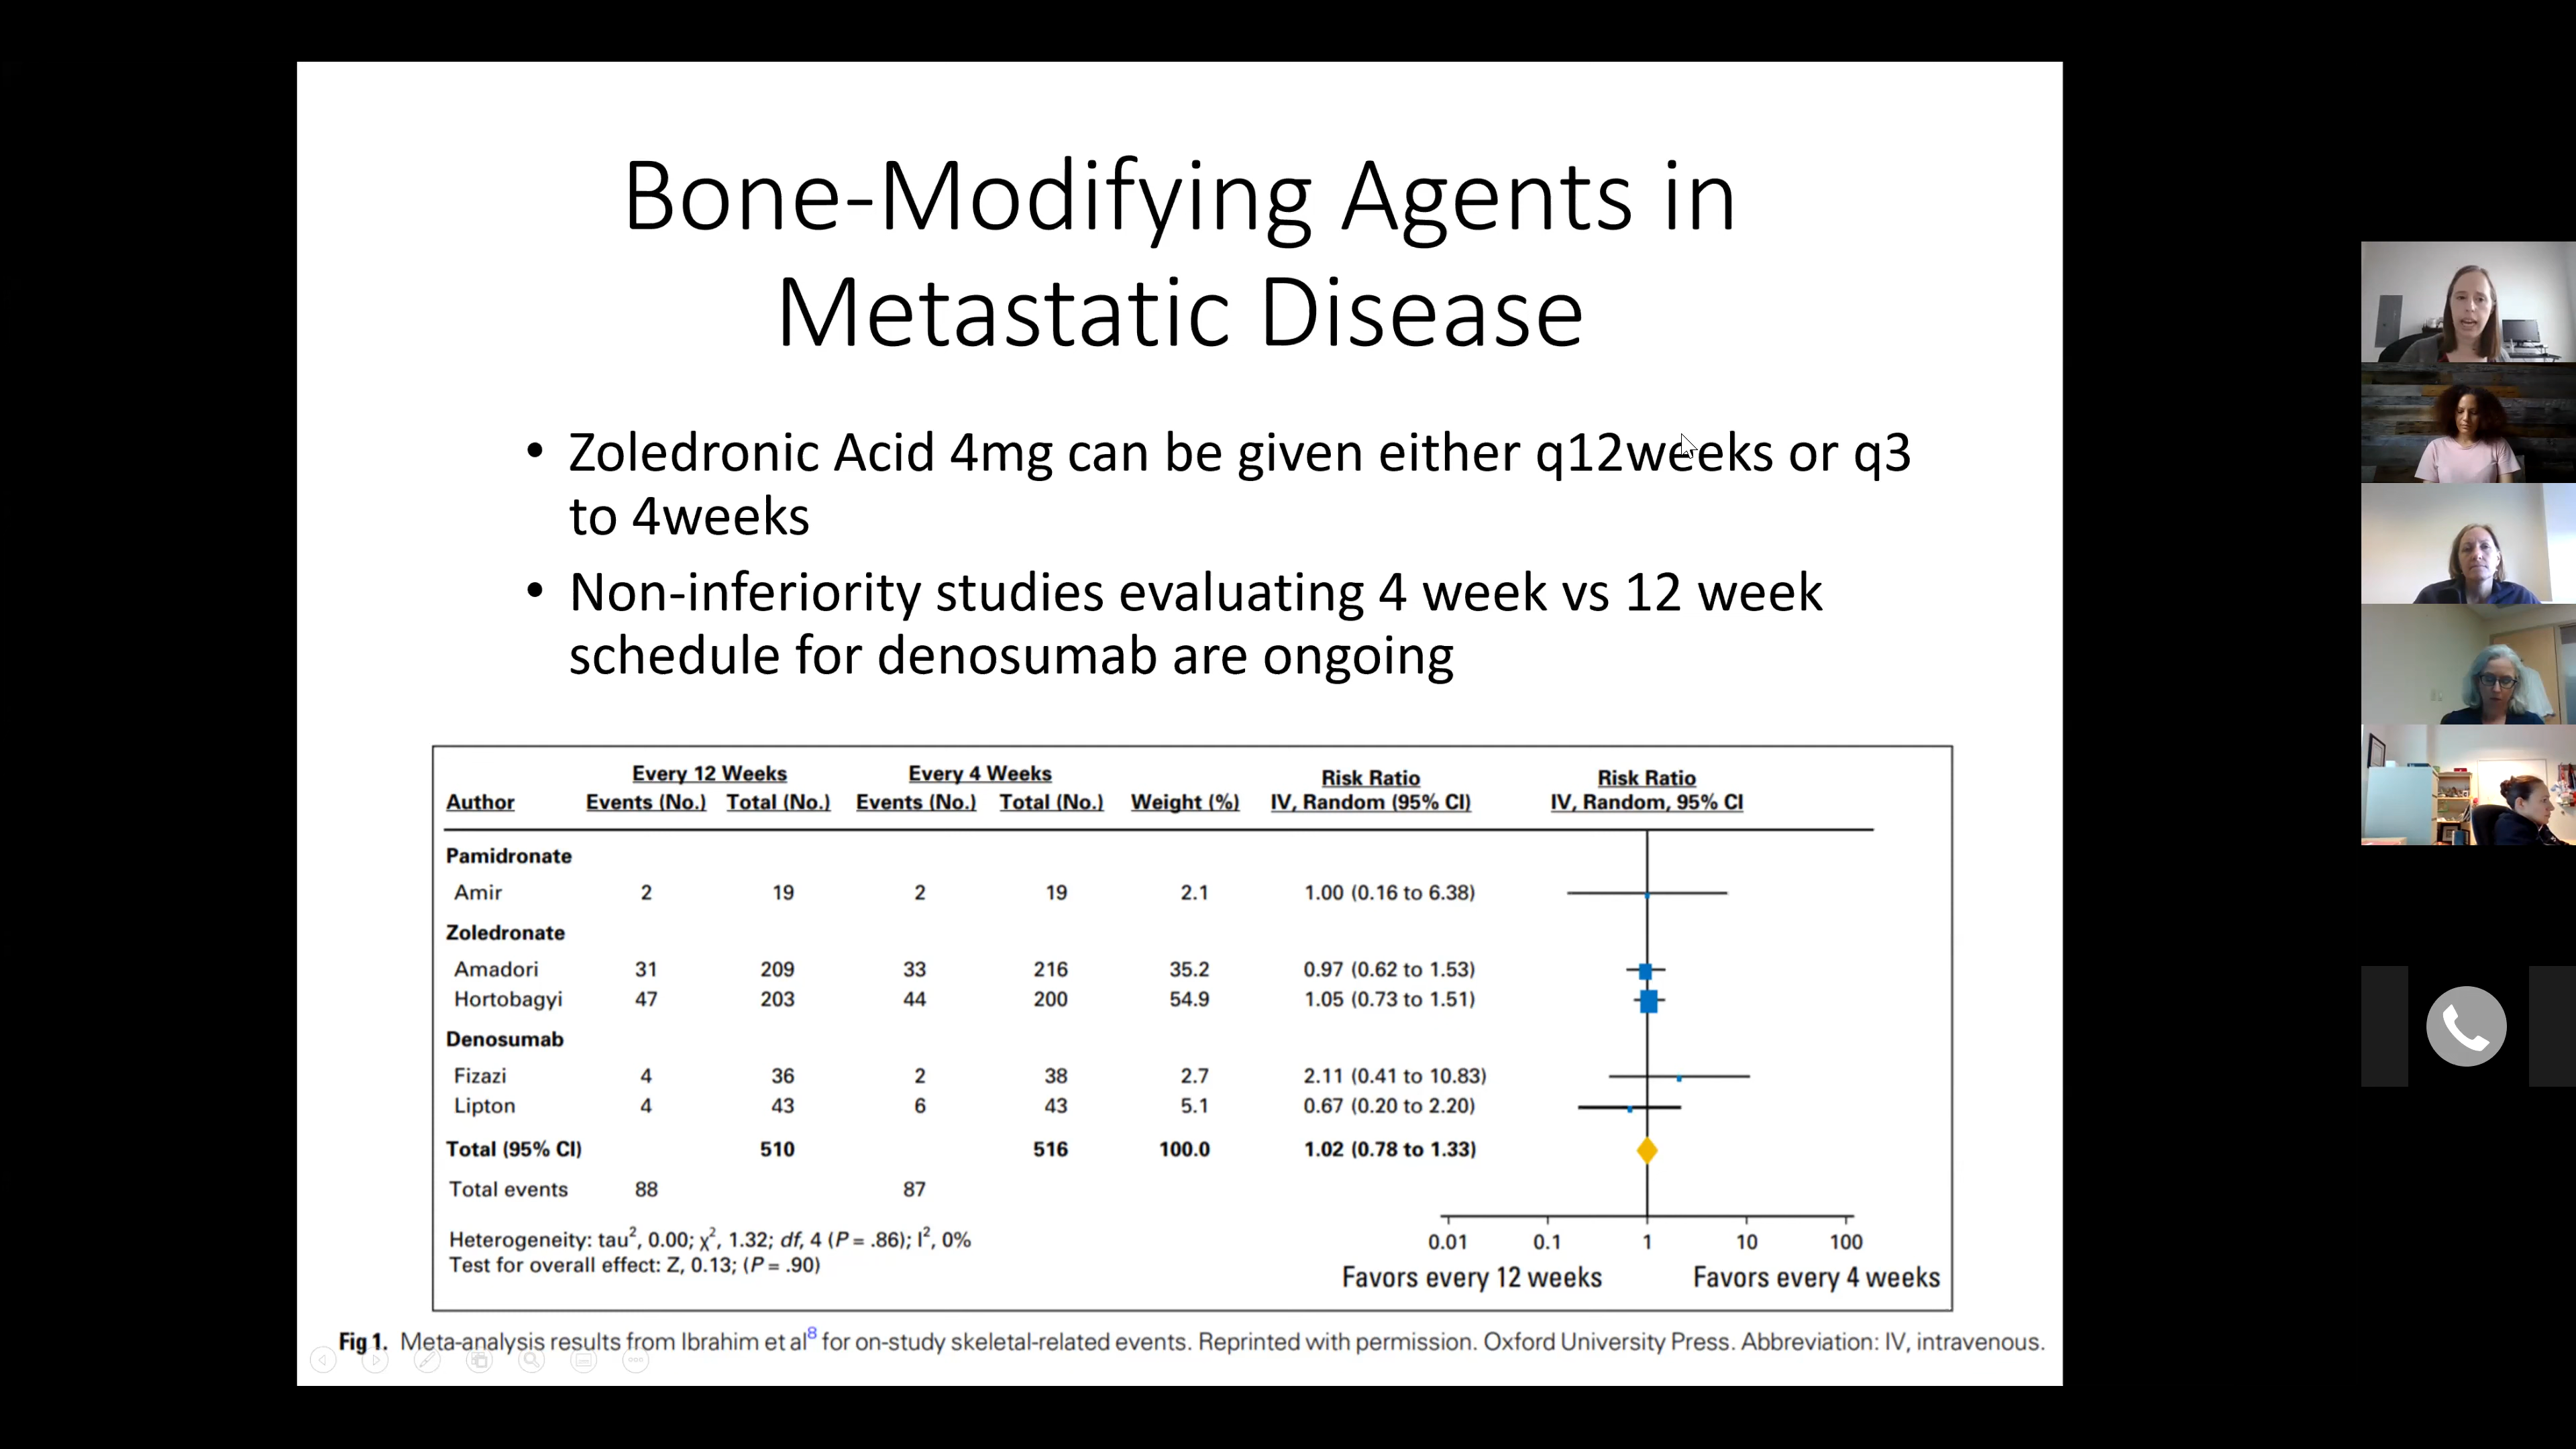 Bone-Modifying Agents in
Metastatic Disease
• Zoledronic Acid 4mg can be given either q12weeks or q3
to 4weeks
• Non-inferiority studies evaluating 4 week vs 12 week
schedule for denosumab are ongoing
Every 12 Weeks Every 4 Weeks Risk Ratio Risk Ratio
Author Events (No.) Total (No.) Events (No.) Total (No.) Weight (%) IV, Random (95% CI) IV, Random, 95% CI
Pamidronate
Amir 2 19 2 19 2.1 1.00 (0.16 to 6.38)
Zoledronate
Amadori 31 209 33 216 35.2 0.97 (0.62 to 1.53)
Hortobagyi 47 203 44 200 54.9 1.05 (0.73 to 1.51)
Denosumab
Fizazi 4 36 2 38 2.7 2.11 (0.41 to 10.83)
Lipton 4 43 6 43 5.1 0.67 (0.20 to 2.20)
Total (95% CI) 510 516 100.0 1.02 (0.78 to 1.33)
Total events 88 87
Heterogeneity: tau², 0.00; χ², 1.32; df, 4 (P = .86); I², 0%
Test for overall effect: Z, 0.13; (P = .90)
0.01 0.1 1 10 100
Favors every 12 weeks Favors every 4 weeks
Fig 1. Meta-analysis results from Ibrahim et al⁸ for on-study skeletal-related events. Reprinted with permission. Oxford University Press. Abbreviation: IV, intravenous.